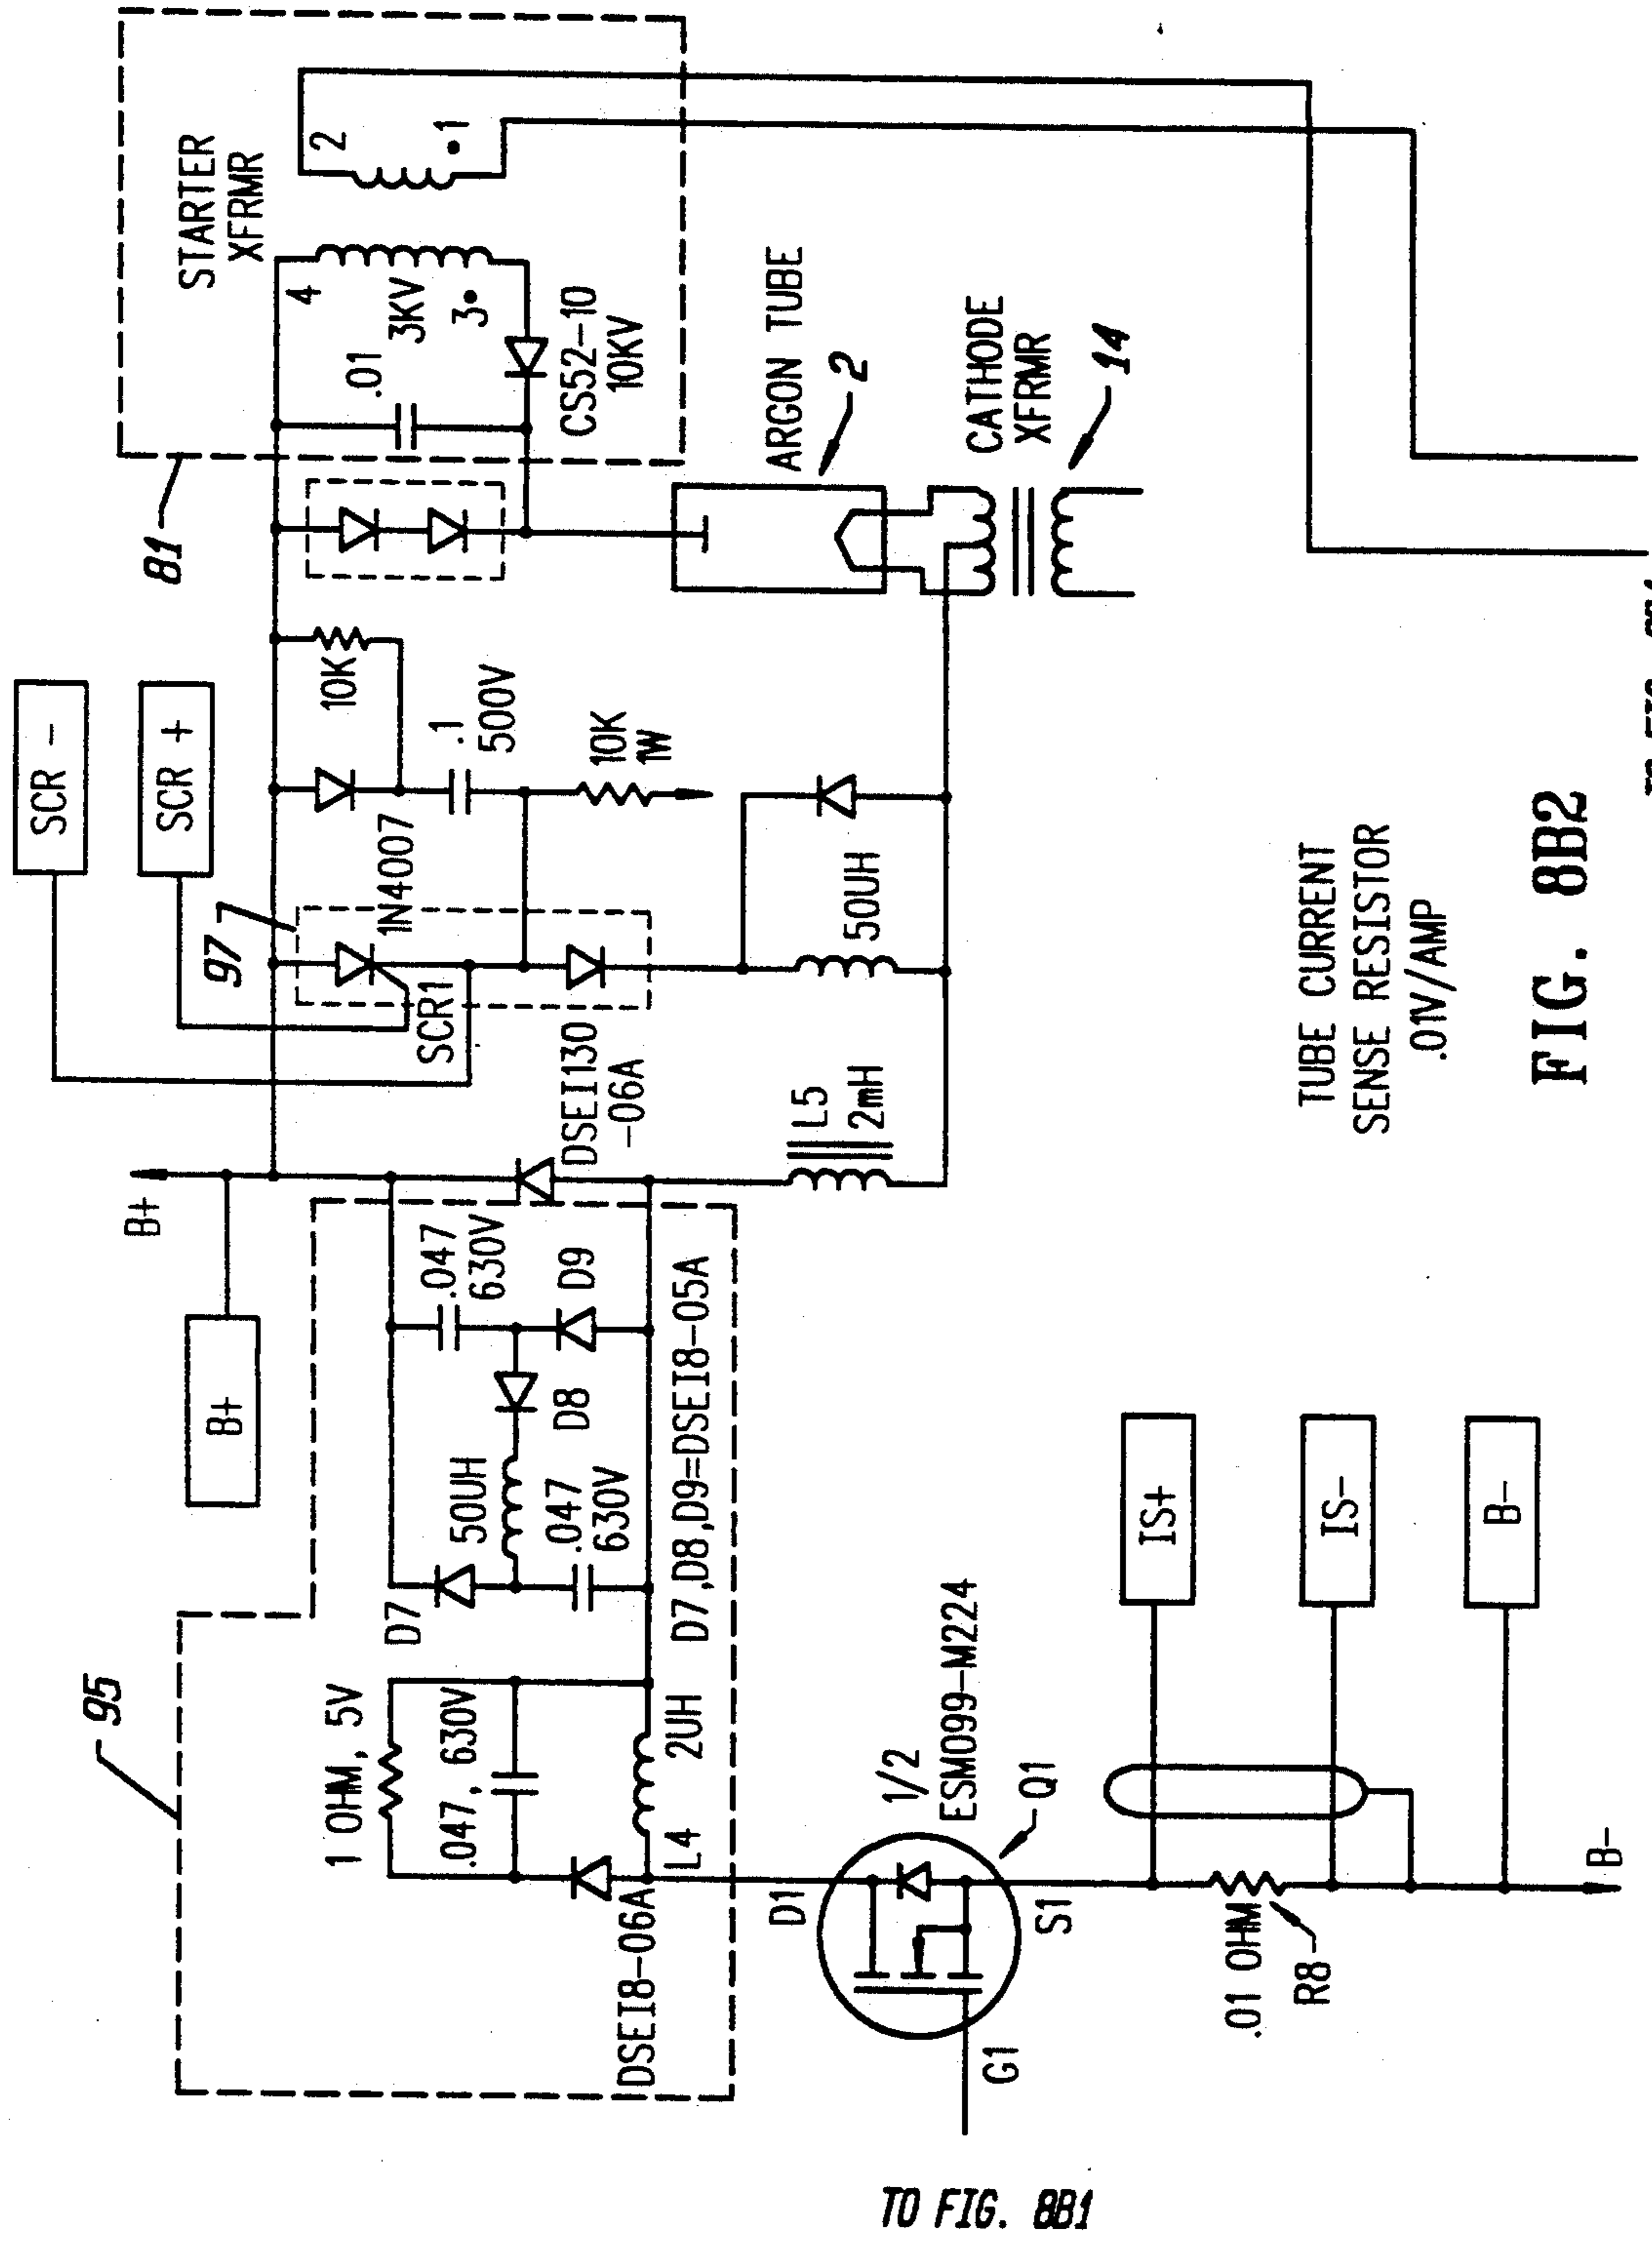 95
B+
B+
SCR -
SCR +
97
81
STARTER
XFRMR
1 OHM, 5V
.047, 630V
D7
50UH
.047
630V
D8
.047
630V
D9
DSEI8-06A
L4
2UH
D7,D8,D9=DSEI8-05A
DSEI130
-06A
SCR1
1N4007
10K
.1
500V
10K
1W
.01
4
3KV
3
2
1
CS52-10
10KV
L5
2mH
50UH
ARGON TUBE
2
CATHODE
XFRMR
14
D1
1/2
ESM099-M224
Q1
G1
S1
.01 OHM
R8
B-
IS+
IS-
B-
TUBE CURRENT
SENSE RESISTOR
.01V/AMP
TO FIG. 8B1
FIG. 8B2